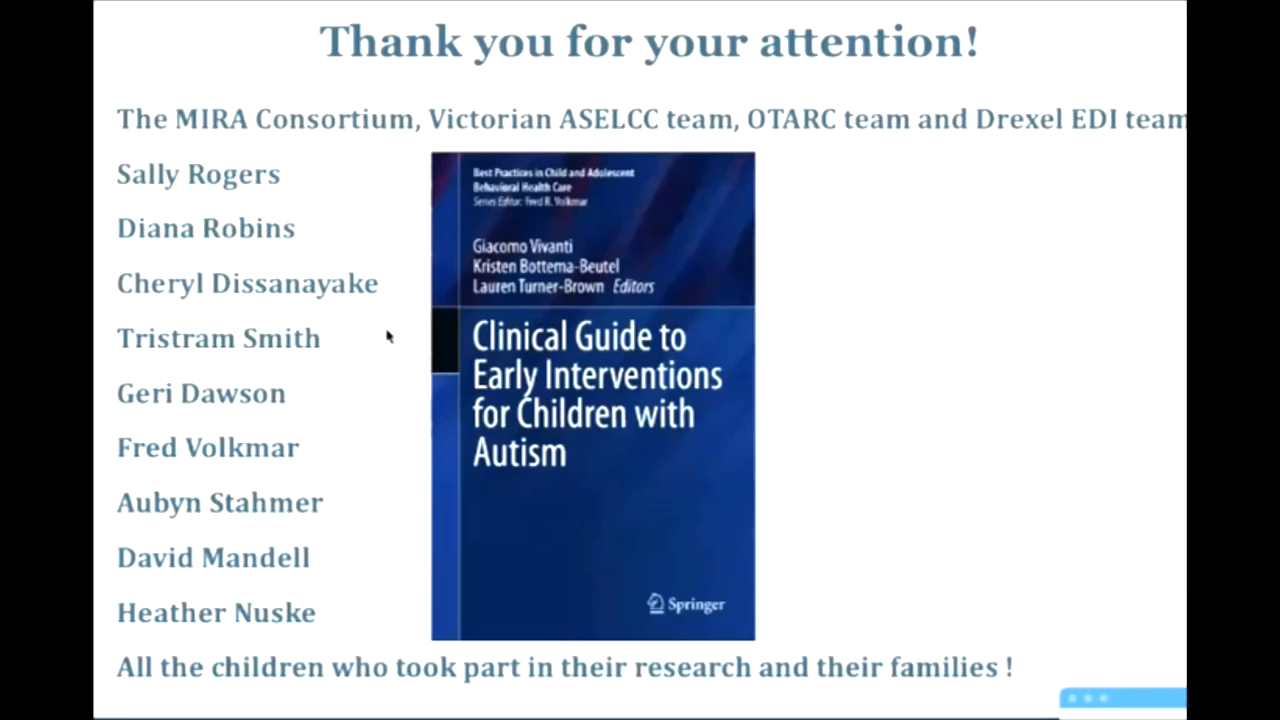 Thank you for your attention!
The MIRA Consortium, Victorian ASELCC team, OTARC team and Drexel EDI team
Sally Rogers
Diana Robins
Cheryl Dissanayake
Tristram Smith
Geri Dawson
Fred Volkmar
Aubyn Stahmer
David Mandell
Heather Nuske
Best Practices in Child and Adolescent
Behavioral Health Care
Series Editor: Fred R. Volkmar
Giacomo Vivanti
Kristen Bottema-Beutel
Lauren Turner-Brown Editors
Clinical Guide to
Early Interventions
for Children with
Autism
Springer
All the children who took part in their research and their families !